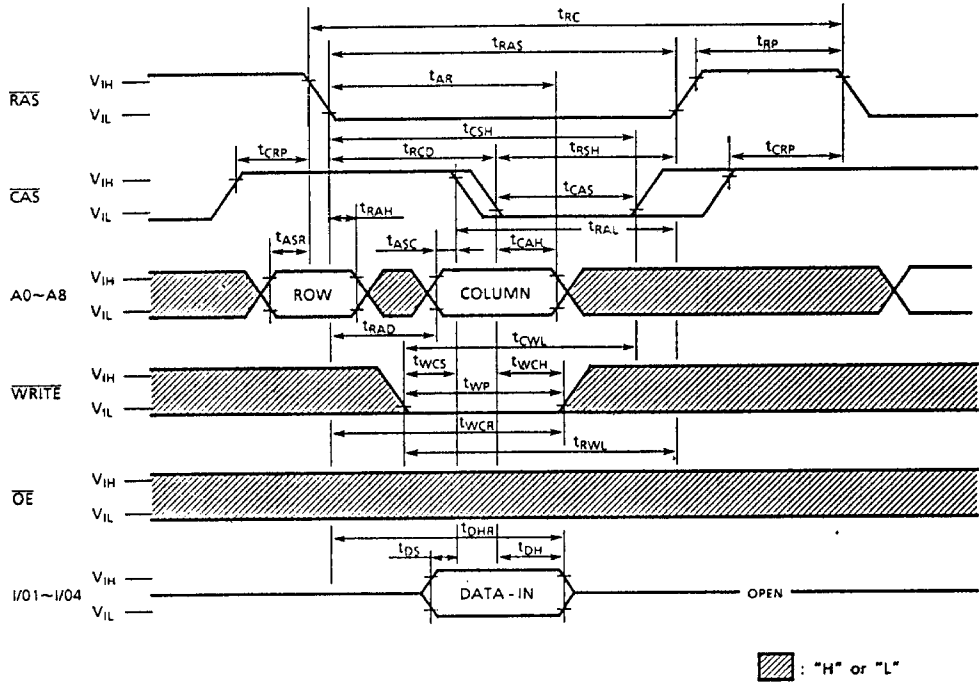 tRC
tRAS
tRP
tAR
RAS
VIH
VIL
tCSH
tCRP
tRCD
tRSH
tCRP
CAS
VIH
VIL
tCAS
tRAH
tRAL
tASR
tASC
tCAH
A0~A8
VIH
VIL
ROW
COLUMN
tRAD
tCWL
WRITE
VIH
VIL
tWCS
tWCH
tWP
tWCR
tRWL
OE
VIH
VIL
tDHR
tDS
tDH
I/01~I/04
VIH
VIL
DATA-IN
OPEN
: "H" or "L"